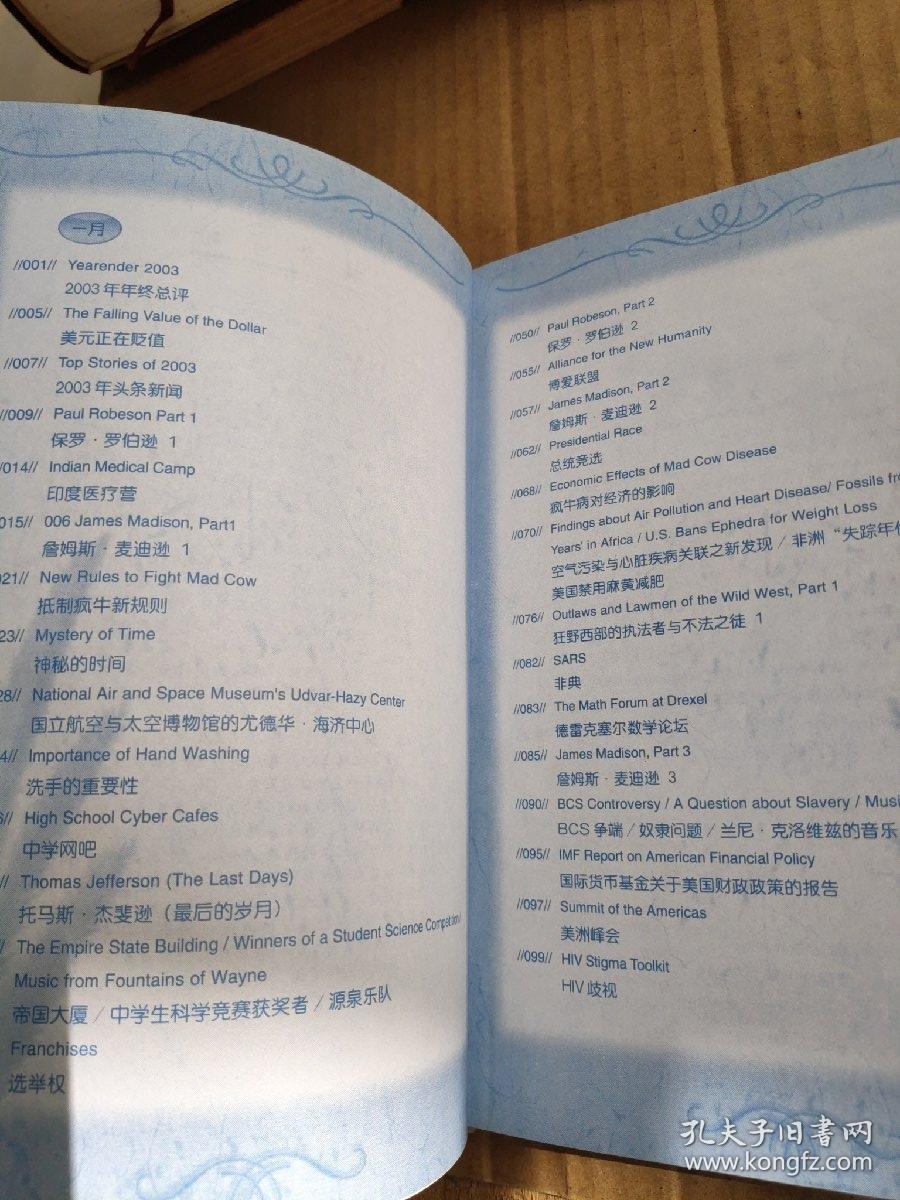 一月
//001// Yearender 2003
2003年年终总评
//005// The Falling Value of the Dollar
美元正在贬值
//007// Top Stories of 2003
2003年头条新闻
//009// Paul Robeson Part 1
保罗·罗伯逊 1
/014// Indian Medical Camp
印度医疗营
015// 006 James Madison, Part1
詹姆斯·麦迪逊 1
021// New Rules to Fight Mad Cow
抵制疯牛新规则
23// Mystery of Time
神秘的时间
28// National Air and Space Museum's Udvar-Hazy Center
国立航空与太空博物馆的尤德华·海济中心
4// Importance of Hand Washing
洗手的重要性
6// High School Cyber Cafes
中学网吧
// Thomas Jefferson (The Last Days)
托马斯·杰斐逊（最后的岁月）
/ The Empire State Building / Winners of a Student Science Competition /
Music from Fountains of Wayne
帝国大厦 / 中学生科学竞赛获奖者 / 源泉乐队
Franchises
选举权
//050// Paul Robeson, Part 2
保罗·罗伯逊 2
//055// Alliance for the New Humanity
博爱联盟
//057// James Madison, Part 2
詹姆斯·麦迪逊 2
//062// Presidential Race
总统竞选
//068// Economic Effects of Mad Cow Disease
疯牛病对经济的影响
//070// Findings about Air Pollution and Heart Disease/ Fossils fro
Years' in Africa / U.S. Bans Ephedra for Weight Loss
空气污染与心脏疾病关联之新发现 / 非洲“失踪年代
美国禁用麻黄减肥
//076// Outlaws and Lawmen of the Wild West, Part 1
狂野西部的执法者与不法之徒 1
//082// SARS
非典
//083// The Math Forum at Drexel
德雷克塞尔数学论坛
//085// James Madison, Part 3
詹姆斯·麦迪逊 3
//090// BCS Controversy / A Question about Slavery / Musi
BCS争端 / 奴隶问题 / 兰尼·克洛维兹的音乐
//095// IMF Report on American Financial Policy
国际货币基金关于美国财政政策的报告
//097// Summit of the Americas
美洲峰会
//099// HIV Stigma Toolkit
HIV歧视
孔夫子旧书网
www.kongfz.com